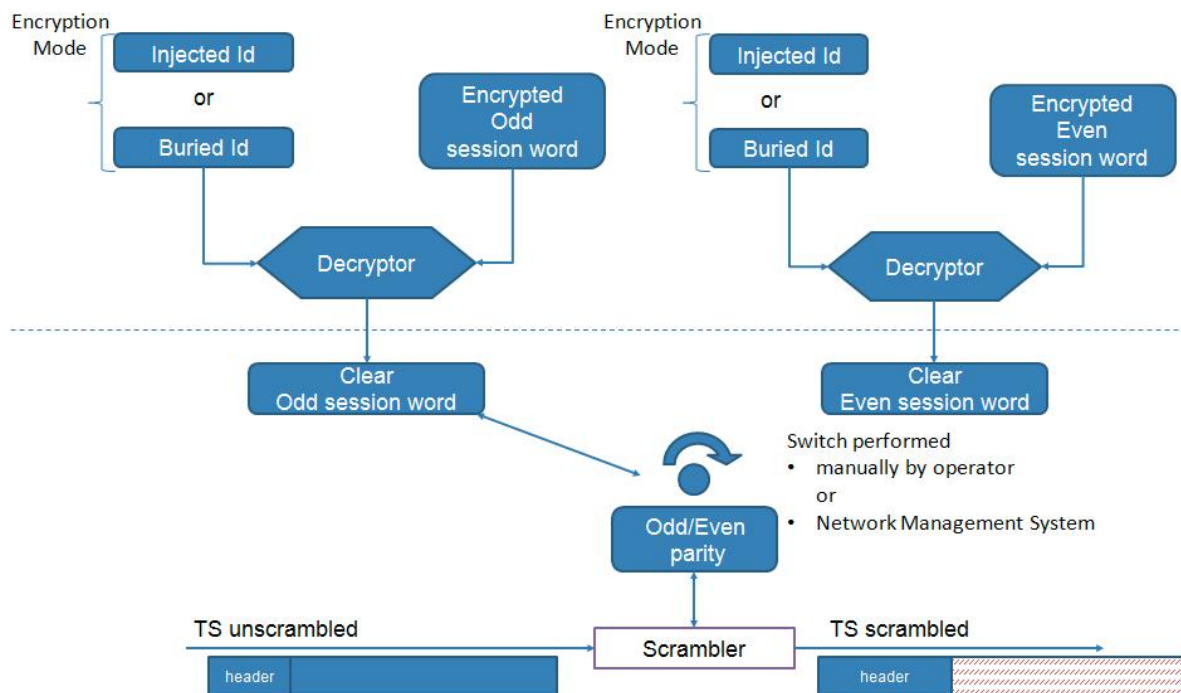 Encryption
Mode
Injected Id
or
Buried Id
Encrypted
Odd
session word
Encryption
Mode
Injected Id
or
Buried Id
Encrypted
Even
session word
Decryptor
Decryptor
Clear
Odd session word
Clear
Even session word
Switch performed
• manually by operator
or
• Network Management System
Odd/Even
parity
TS unscrambled
Scrambler
TS scrambled
header
header